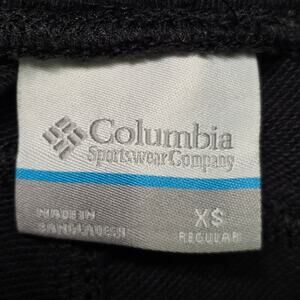 Columbia
Sportswear Company
MADE IN
BANGLADESH
XS
REGULAR